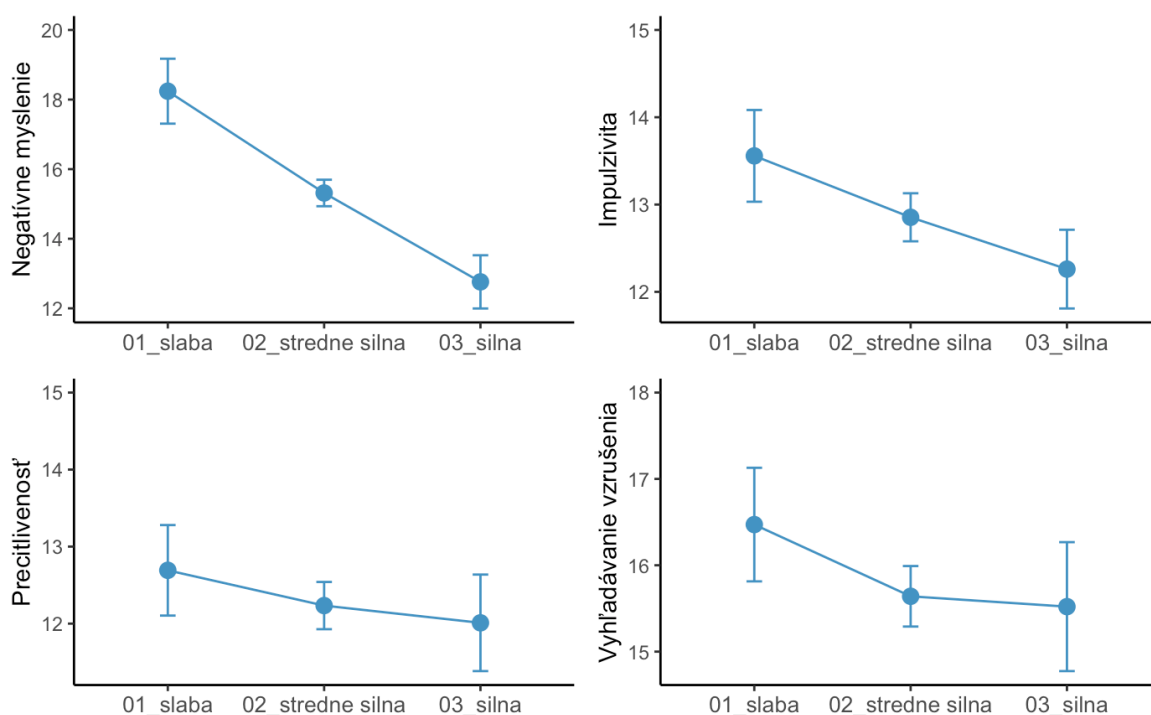 Negatívne myslenie
20
18
16
14
12
01_slaba 02_stredne silna 03_silna
Impulzivita
15
14
13
12
01_slaba 02_stredne silna 03_silna
Precitlivenosť
15
14
13
12
01_slaba 02_stredne silna 03_silna
Vyhľadávanie vzrušenia
18
17
16
15
01_slaba 02_stredne silna 03_silna